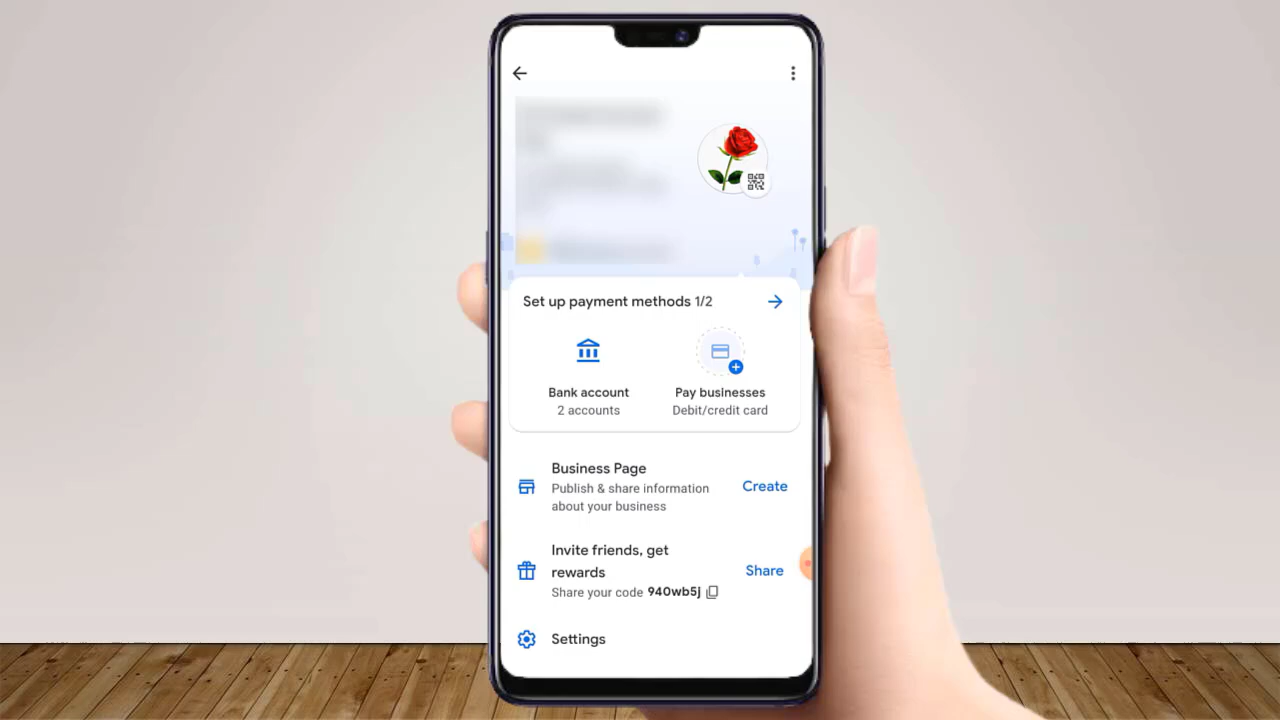 Set up payment methods 1/2
Bank account
2 accounts
Pay businesses
Debit/credit card
Business Page
Publish & share information
about your business
Create
Invite friends, get
rewards
Share your code 940wb5j
Share
Settings